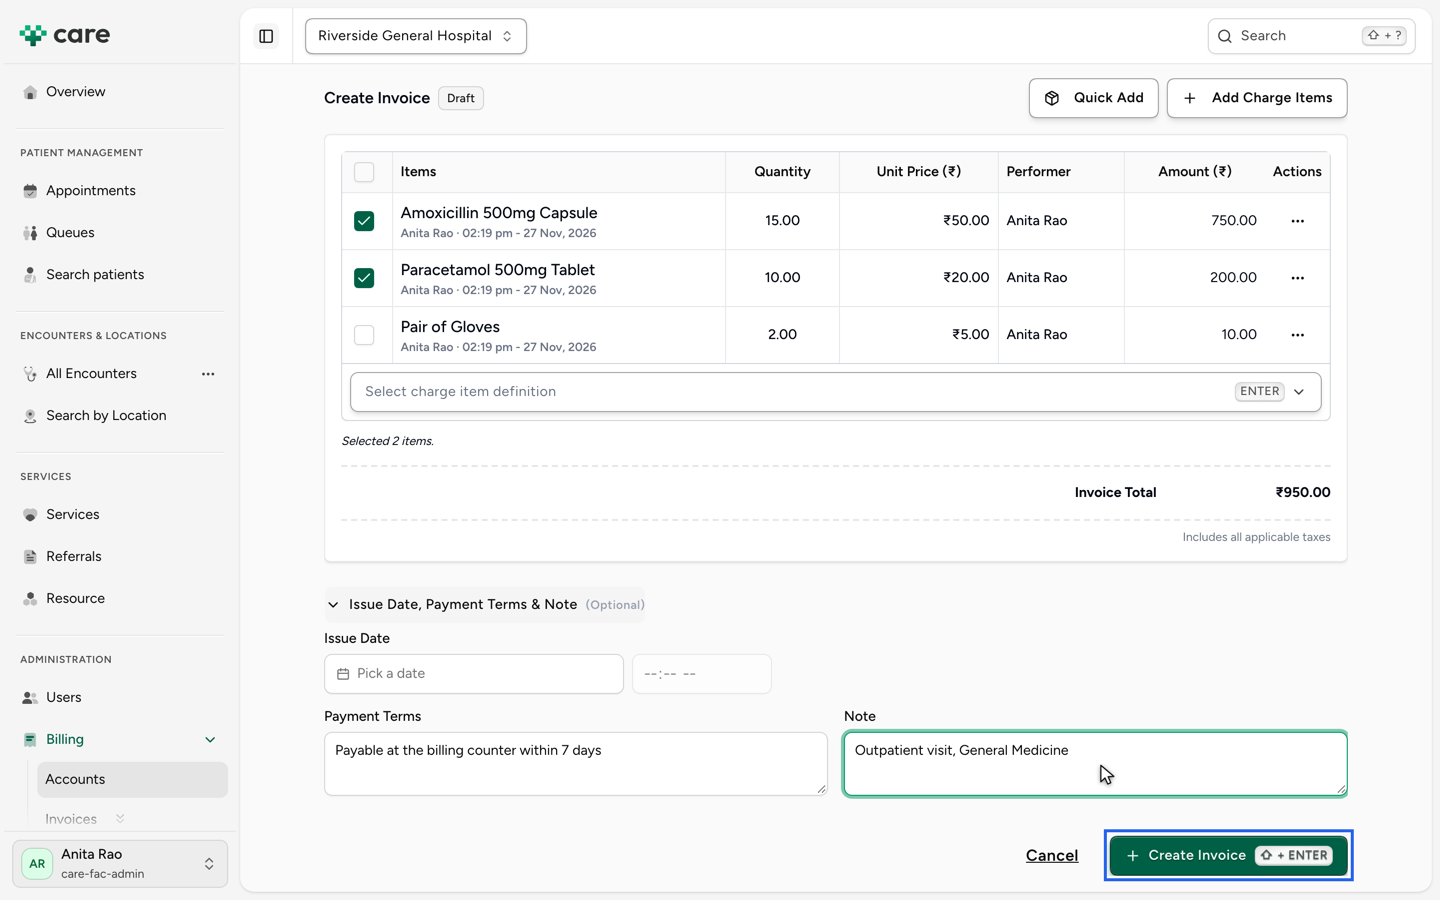 care
Riverside General Hospital
Search
⇧ + ?
Overview
PATIENT MANAGEMENT
Appointments
Queues
Search patients
ENCOUNTERS & LOCATIONS
All Encounters
Search by Location
SERVICES
Services
Referrals
Resource
ADMINISTRATION
Users
Billing
Accounts
Invoices
AR
Anita Rao
care-fac-admin
Create Invoice
Draft
Quick Add
+ Add Charge Items
Items Quantity Unit Price (₹) Performer Amount (₹) Actions
Amoxicillin 500mg Capsule 15.00 ₹50.00 Anita Rao 750.00
Anita Rao · 02:19 pm - 27 Nov, 2026
Paracetamol 500mg Tablet 10.00 ₹20.00 Anita Rao 200.00
Anita Rao · 02:19 pm - 27 Nov, 2026
Pair of Gloves 2.00 ₹5.00 Anita Rao 10.00
Anita Rao · 02:19 pm - 27 Nov, 2026
Select charge item definition ENTER
Selected 2 items.
Invoice Total ₹950.00
Includes all applicable taxes
Issue Date, Payment Terms & Note (Optional)
Issue Date
Pick a date
--:-- --
Payment Terms
Payable at the billing counter within 7 days
Note
Outpatient visit, General Medicine
Cancel
+ Create Invoice ⇧ + ENTER